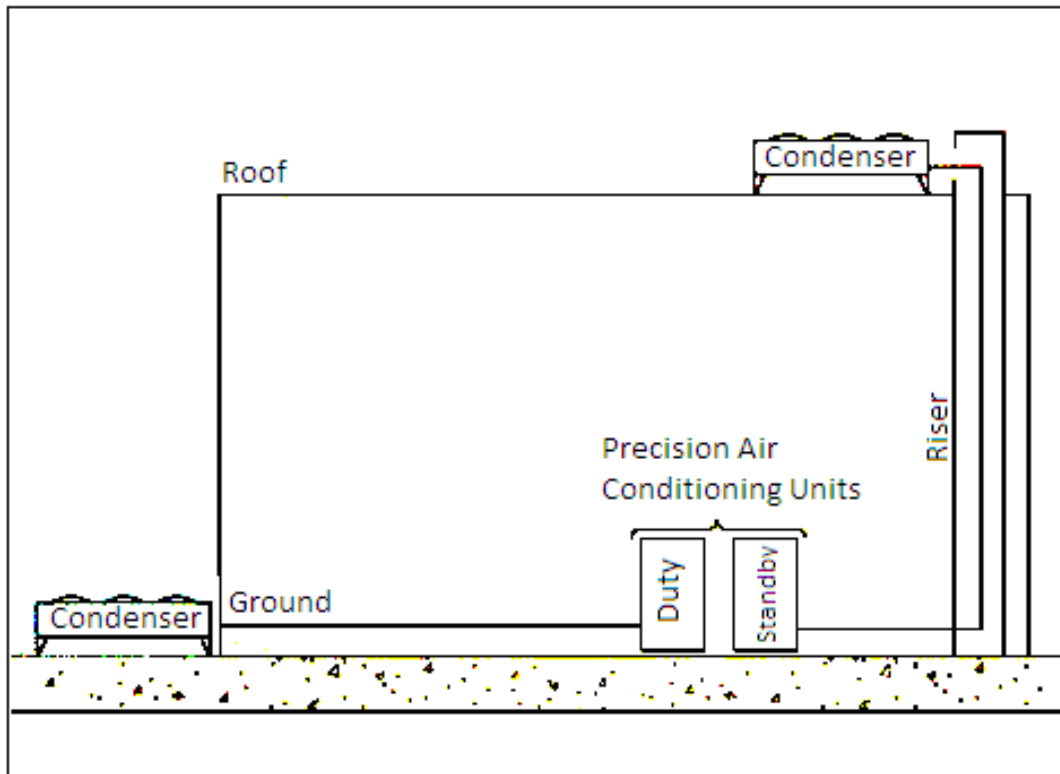 Condenser
Roof
Riser
Precision Air
Conditioning Units
Duty
Standby
Ground
Condenser